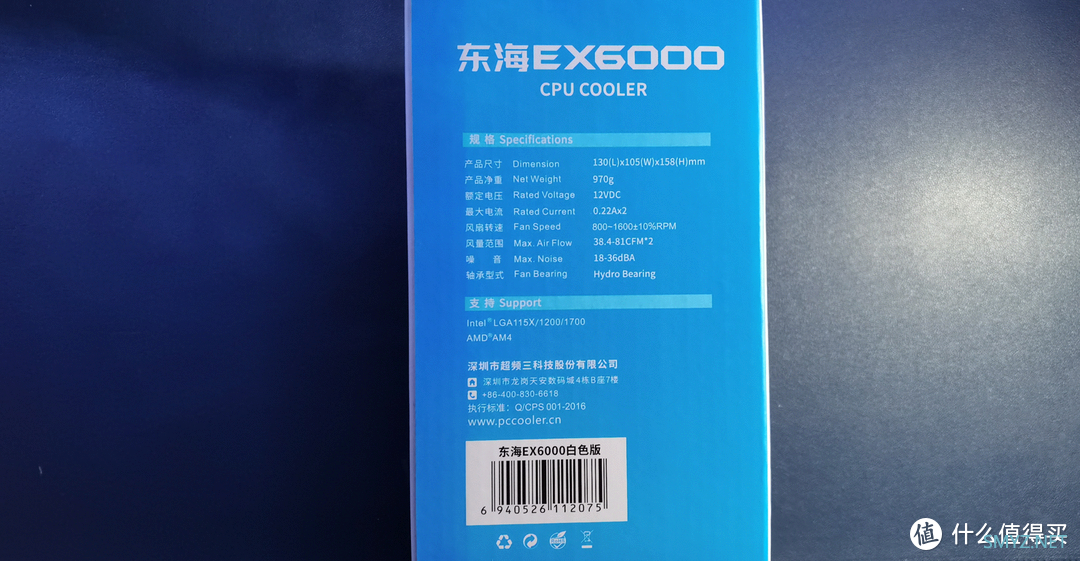 东海EX6000
CPU COOLER
规 格 Specifications
产品尺寸 Dimension 130(L)x105(W)x158(H)mm
产品净重 Net Weight 970g
额定电压 Rated Voltage 12VDC
最大电流 Rated Current 0.22Ax2
风扇转速 Fan Speed 800~1600±10%RPM
风量范围 Max. Air Flow 38.4-81CFM*2
噪 音 Max. Noise 18-36dBA
轴承型式 Fan Bearing Hydro Bearing
支 持 Support
Intel®LGA115X/1200/1700
AMD®AM4
深圳市超频三科技股份有限公司
深圳市龙岗天安数码城4栋B座7楼
+86-400-830-6618
执行标准：Q/CPS 001-2016
www.pccooler.cn
东海EX6000白色版
6 940526 112075
值 什么值得买
SMYZ.NET